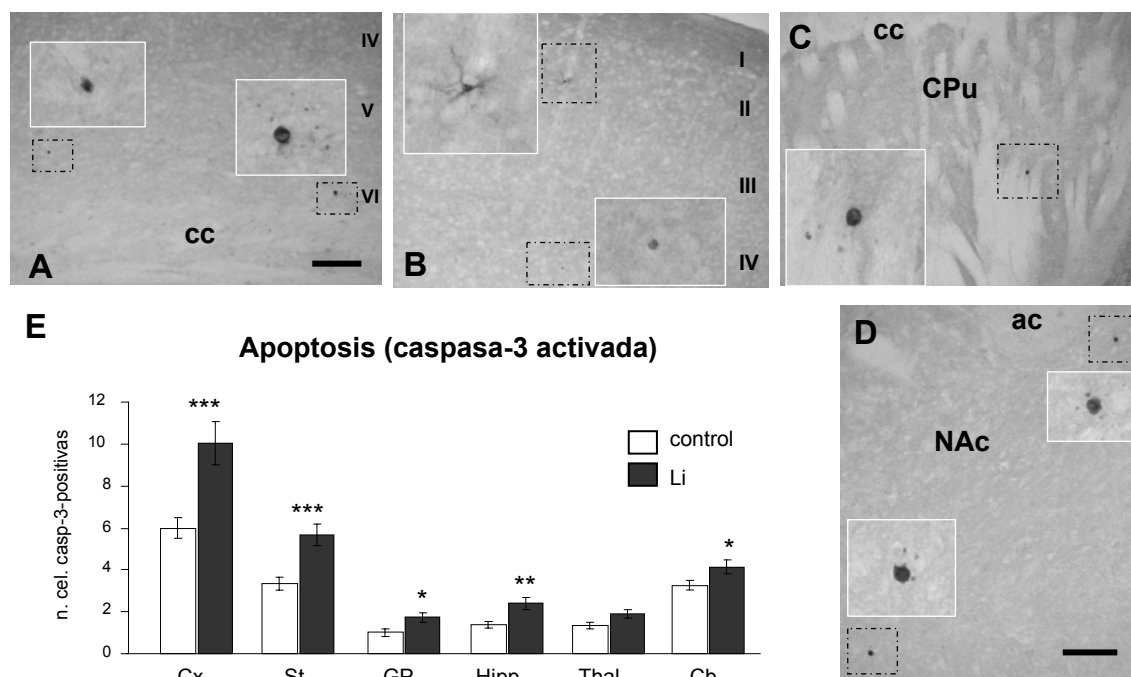 IV
V
VI
cc
A
I
II
III
IV
B
C
cc
CPu
D
ac
NAc
E
Apoptosis (caspasa-3 activada)
n. cel. casp-3-positivas
12
10
8
6
4
2
0
***
***
*
**
*
control
Li
Cx
St
GP
Hipp
Thal
Cb